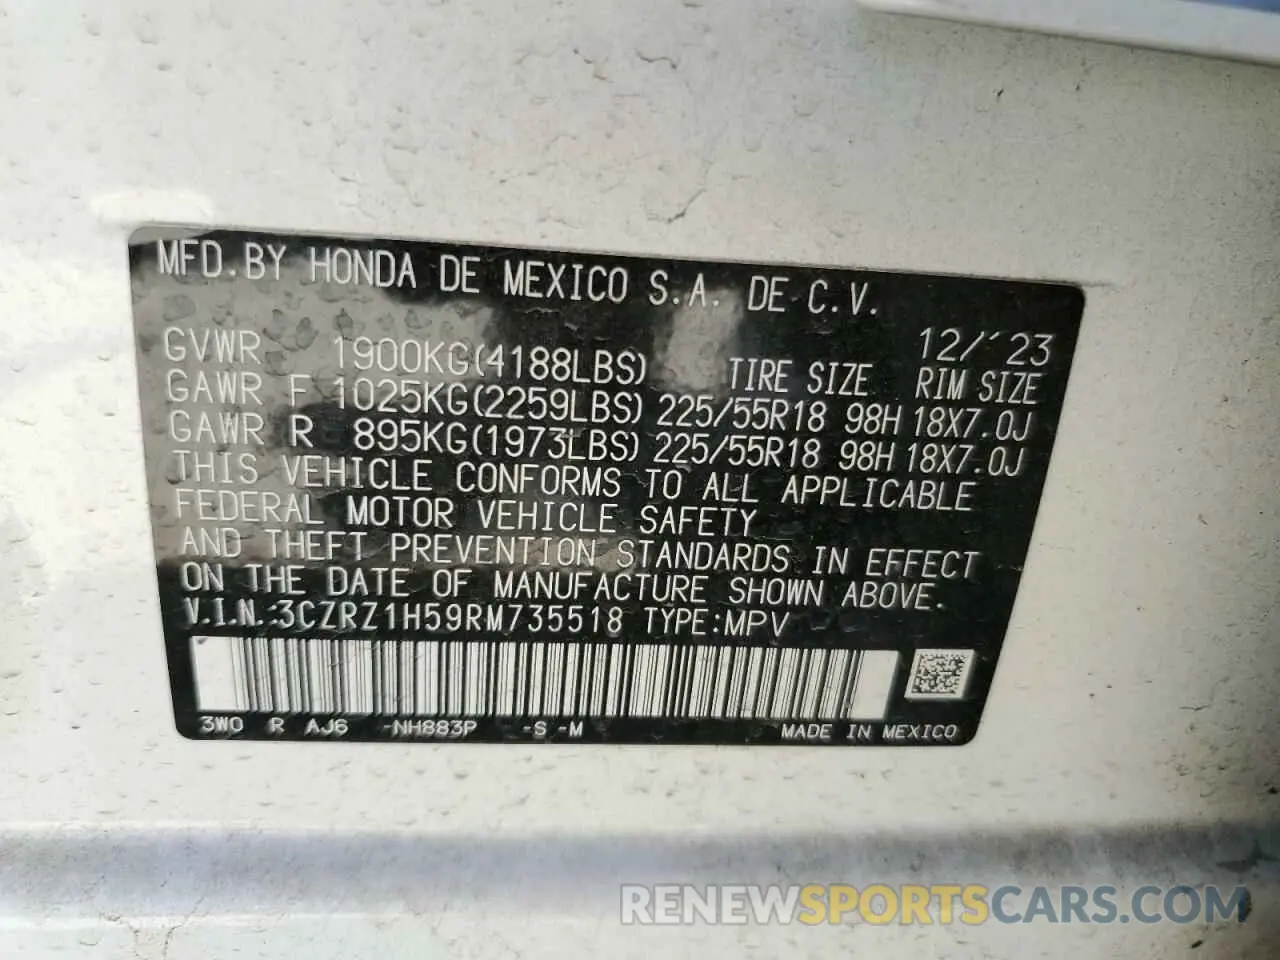 MFD.BY HONDA DE MEXICO S.A. DE C.V.
12/'23
GVWR 1900KG(4188LBS) TIRE SIZE RIM SIZE
GAWR F 1025KG(2259LBS) 225/55R18 98H 18X7.0J
GAWR R 895KG(1973LBS) 225/55R18 98H 18X7.0J
THIS VEHICLE CONFORMS TO ALL APPLICABLE
FEDERAL MOTOR VEHICLE SAFETY
AND THEFT PREVENTION STANDARDS IN EFFECT
ON THE DATE OF MANUFACTURE SHOWN ABOVE.
V.I.N.:3CZRZ1H59RM735518 TYPE:MPV
3W0 R AJ6 -NH883P -S -M MADE IN MEXICO
RENEWSPORTSCARS.COM